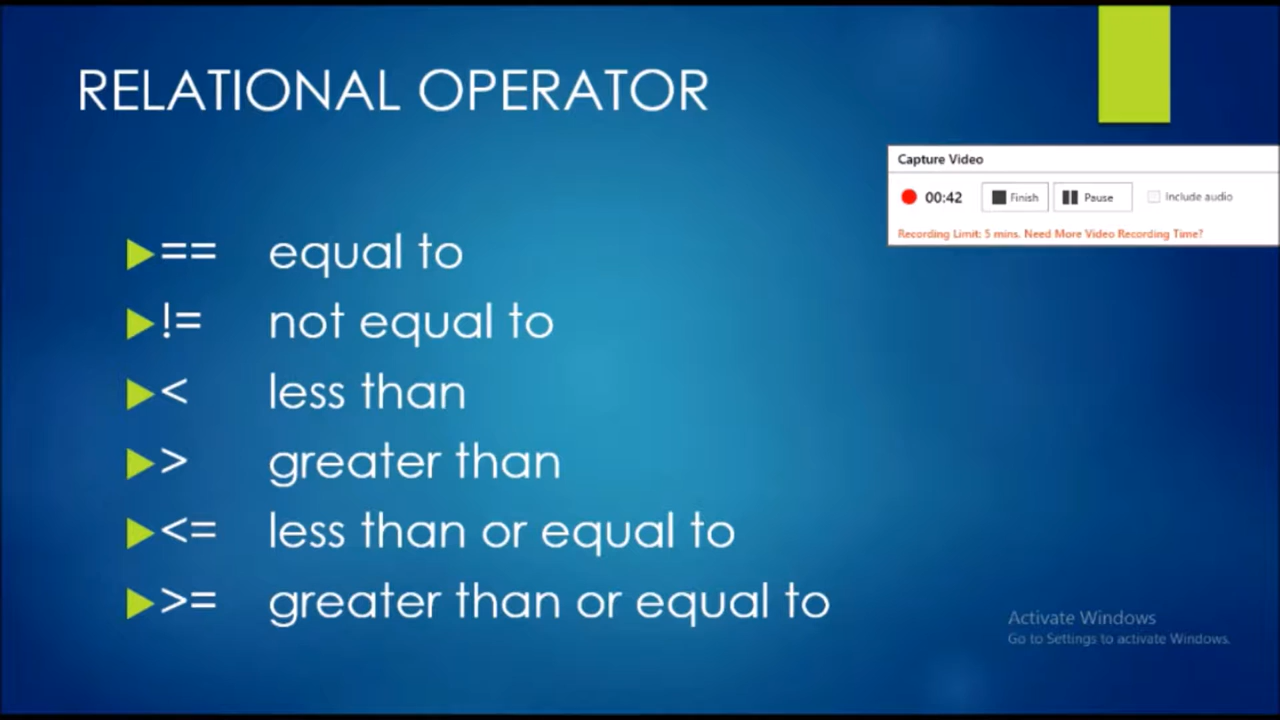 RELATIONAL OPERATOR
Capture Video
00:42 Finish Pause Include audio
Recording Limit: 5 mins. Need More Video Recording Time?
== equal to
!= not equal to
< less than
> greater than
<= less than or equal to
>= greater than or equal to
Activate Windows
Go to Settings to activate Windows.